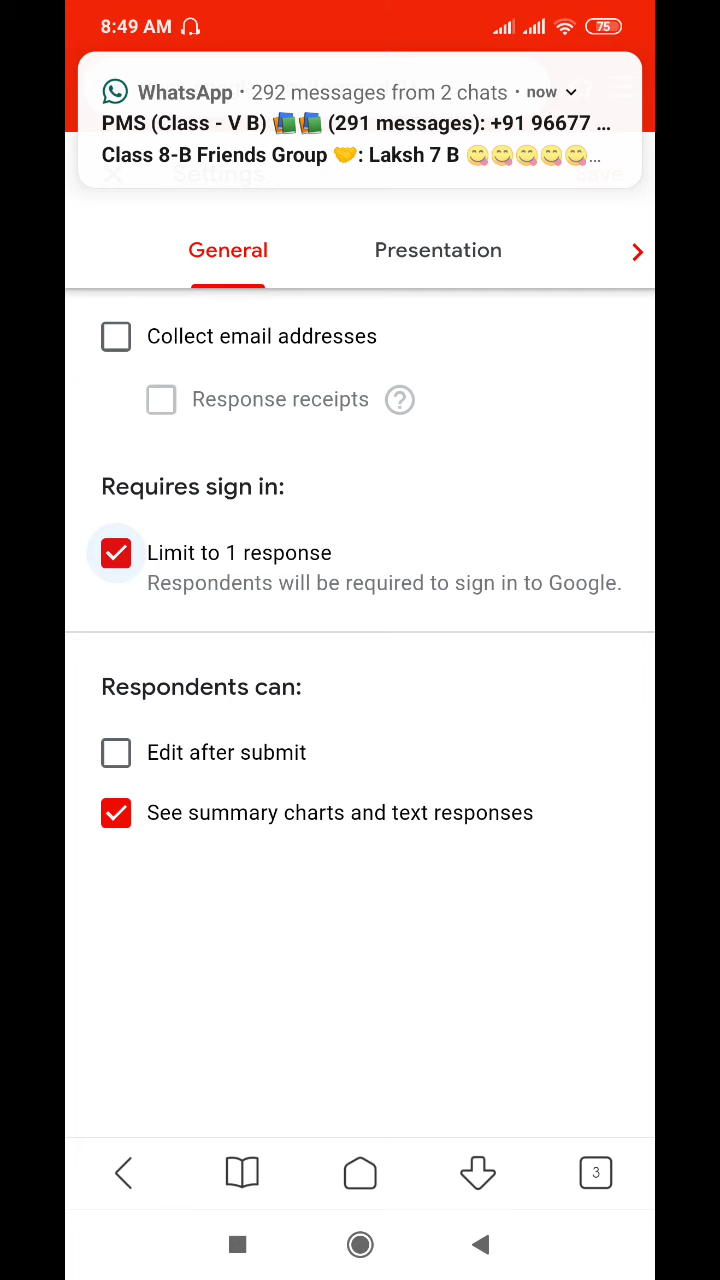 8:49 AM 75
WhatsApp · 292 messages from 2 chats · now
PMS (Class - V B) (291 messages): +91 96677 ...
Class 8-B Friends Group 🤝: Laksh 7 B 😋😋😋😋😋...
Settings Save
General Presentation
Collect email addresses
Response receipts ?
Requires sign in:
Limit to 1 response
Respondents will be required to sign in to Google.
Respondents can:
Edit after submit
See summary charts and text responses
3